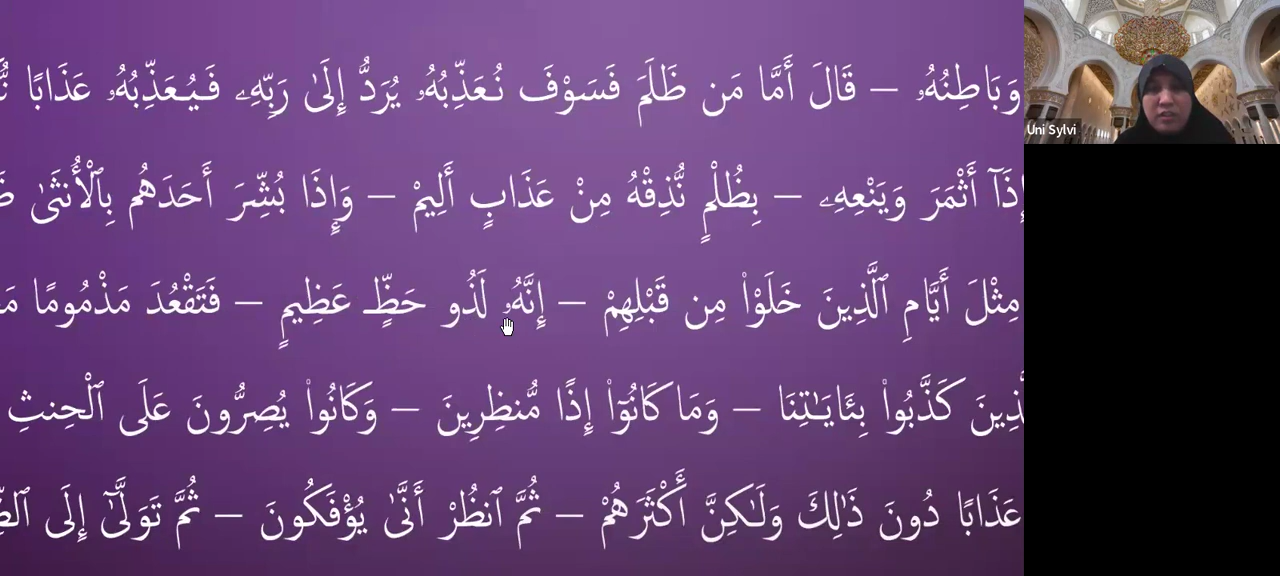 وَبَاطِنُهُۥ – قَالَ أَمَّا مَن ظَلَمَ فَسَوْفَ نُعَذِّبُهُۥ يُرَدُّ إِلَىٰ رَبِّهِۦ فَيُعَذِّبُهُۥ عَذَابًا
إِذَآ أَثْمَرَ وَيَنْعِهِۦ – بِظُلْمٍ نُّذِقْهُ مِنْ عَذَابٍ أَلِيمْ – وَإِذَا بُشِّرَ أَحَدَهُم بِٱلْأُنثَىٰ
مِثْلَ أَيَّامِ ٱلَّذِينَ خَلَوْا۟ مِن قَبْلِهِمْ – إِنَّهُۥ لَذُو حَظٍّ عَظِيمٍ – فَتَقْعُدَ مَذْمُومًا
كَذَّبُوا۟ بِـَٔايَـٰتِنَا – وَمَا كَانُوٓا۟ إِذًا مُّنظِرِينَ – وَكَانُوا۟ يُصِرُّونَ عَلَى ٱلْحِنثِ
عَذَابًا دُونَ ذَٰلِكَ وَلَـٰكِنَّ أَكْثَرَهُمْ – ثُمَّ ٱنظُرْ أَنَّىٰ يُؤْفَكُونَ – ثُمَّ تَوَلَّىٰٓ إِلَى
Uni Sylvi